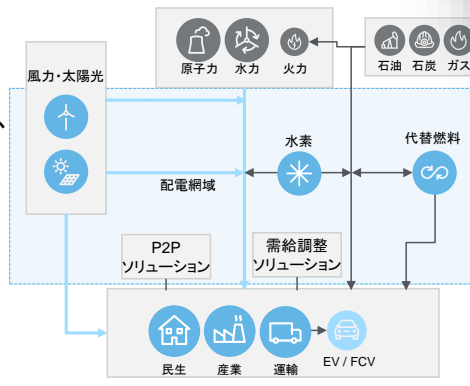 原子力 水力 火力
石油 石炭 ガス
風力・太陽光
水素
代替燃料
配電網域
P2P
ソリューション
需給調整
ソリューション
民生 産業 運輸 EV / FCV